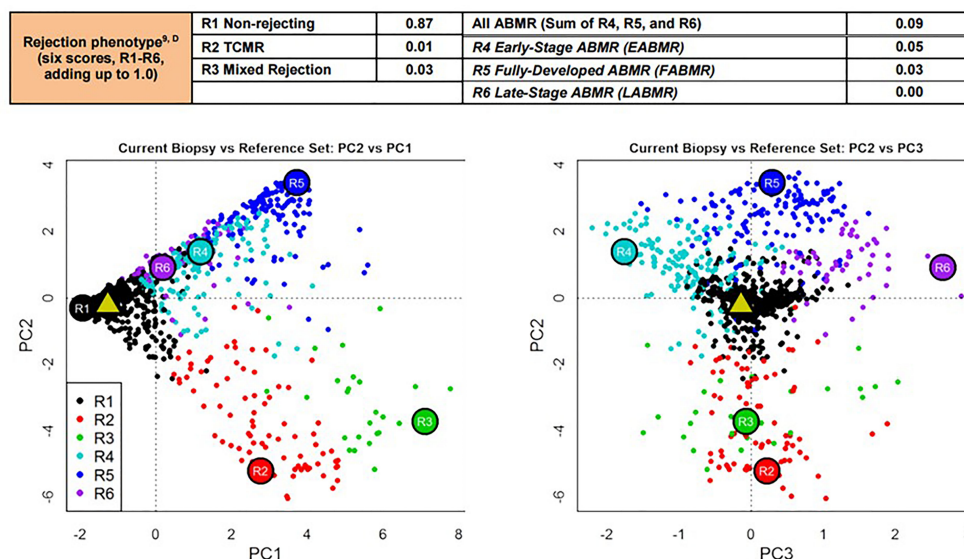 Rejection phenotype9, D
(six scores, R1-R6,
adding up to 1.0)
R1 Non-rejecting 0.87 All ABMR (Sum of R4, R5, and R6) 0.09
R2 TCMR 0.01 R4 Early-Stage ABMR (EABMR) 0.05
R3 Mixed Rejection 0.03 R5 Fully-Developed ABMR (FABMR) 0.03
R6 Late-Stage ABMR (LABMR) 0.00
Current Biopsy vs Reference Set: PC2 vs PC1
PC2
4
2
0
-2
-4
-6
R5
R4
R6
R1
R3
R2
R1
R2
R3
R4
R5
R6
-2 0 2 4 6 8
PC1
Current Biopsy vs Reference Set: PC2 vs PC3
PC2
4
2
0
-2
-4
-6
R5
R4
R6
R3
R2
-2 -1 0 1 2
PC3